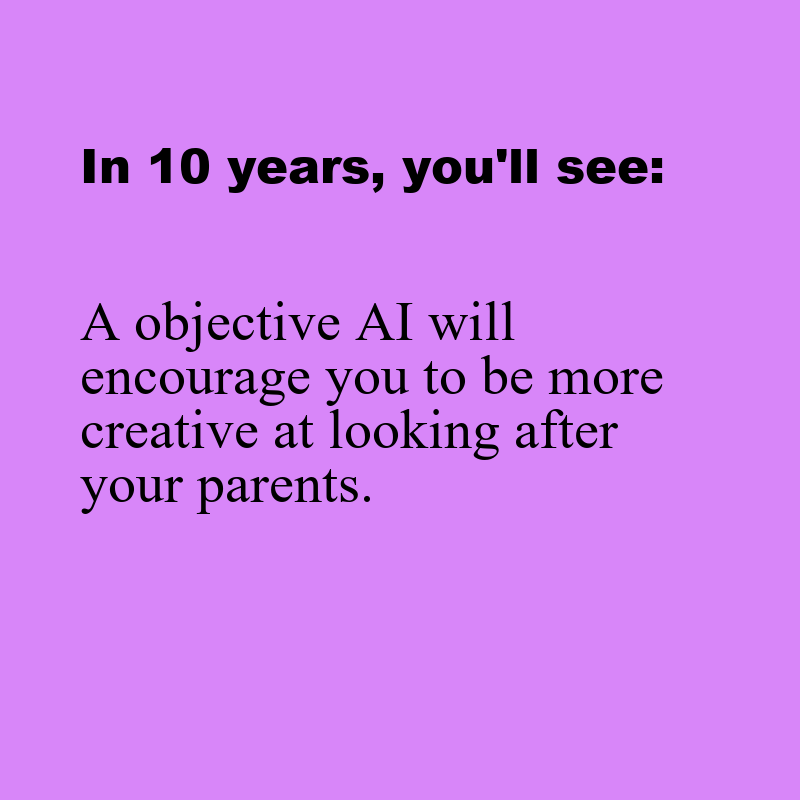 In 10 years, you'll see:
A objective AI will
encourage you to be more
creative at looking after
your parents.